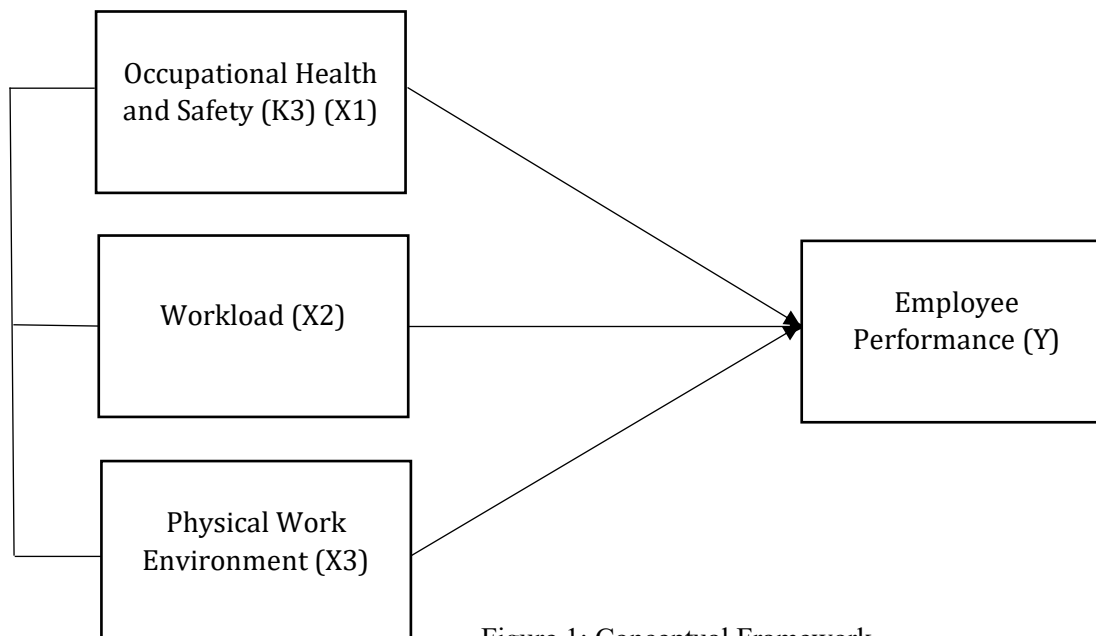 Occupational Health
and Safety (K3) (X1)
Workload (X2)
Employee
Performance (Y)
Physical Work
Environment (X3)
Figure 1: Conceptual Framework